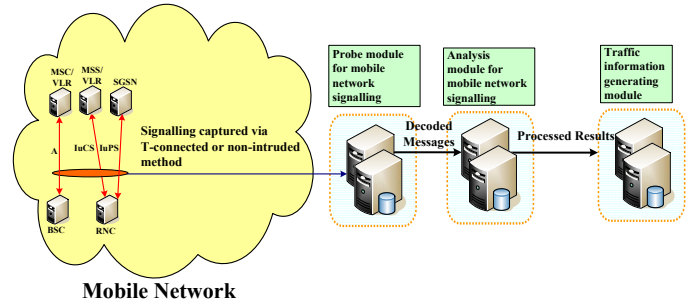 MSC/
VLR
MSS/
VLR
SGSN
A
IuCS
IuPS
Signalling captured via
T-connected or non-intruded
method
BSC
RNC
Mobile Network
Probe module
for mobile
network
signalling
Analysis
module for
mobile network
signalling
Traffic
information
generating
module
Decoded
Messages
Processed Results